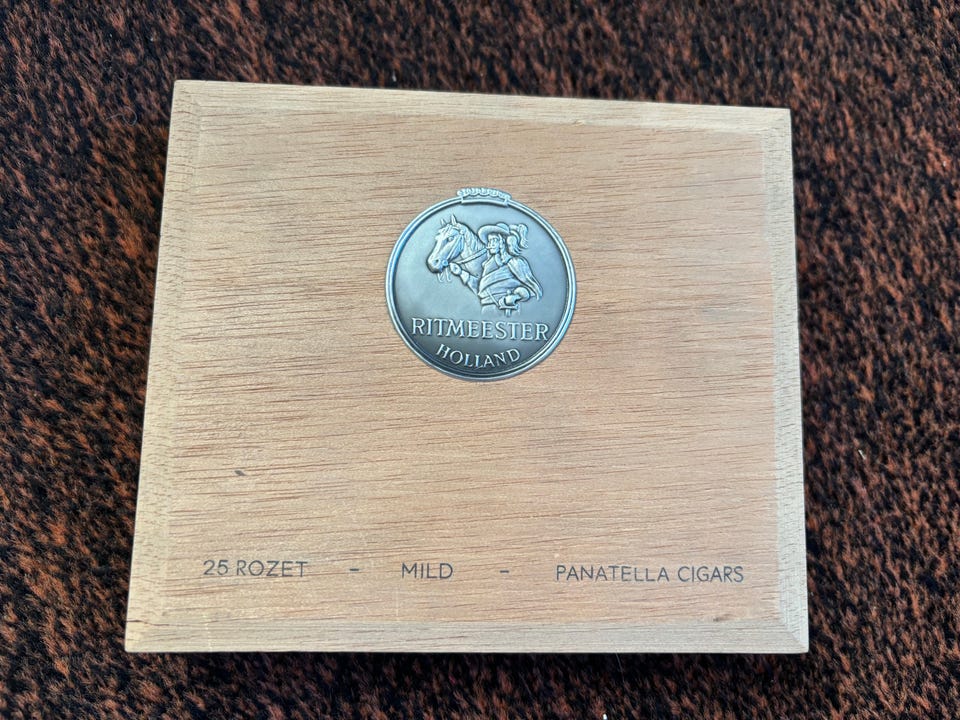 RITMEESTER
HOLLAND
25 ROZET - MILD - PANATELLA CIGARS